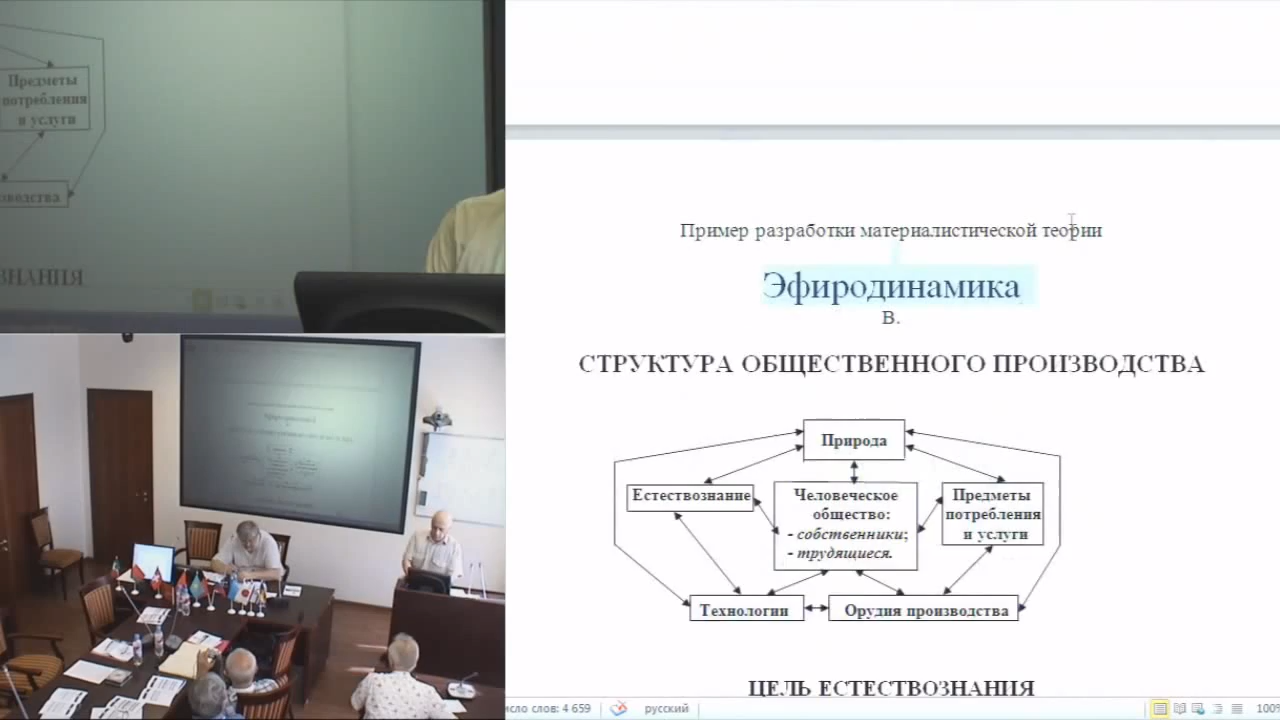 Предметы
потребления
и услуги
зводства
ЗНАНИЯ
Пример разработки материалистической теории
Эфиродинамика
В.
СТРУКТУРА ОБЩЕСТВЕННОГО ПРОИЗВОДСТВА
Природа
Естествознание
Человеческое
общество:
- собственники;
- трудящиеся.
Предметы
потребления
и услуги
Технологии
Орудия производства
ЦЕЛЬ ЕСТЕСТВОЗНАНИЯ
исло слов: 4 659
русский
100%